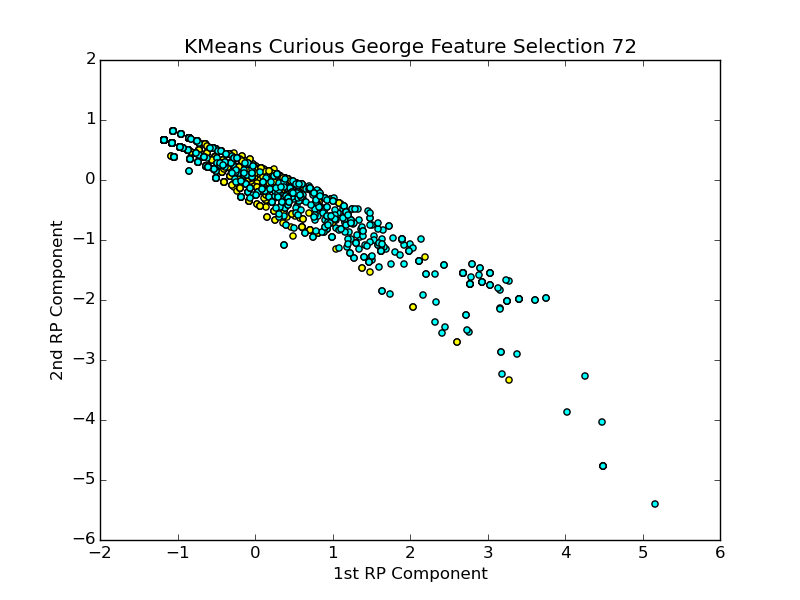 KMeans Curious George Feature Selection 72
2
1
0
−1
−2
−3
−4
−5
−6
2nd RP Component
−2 −1 0 1 2 3 4 5 6
1st RP Component